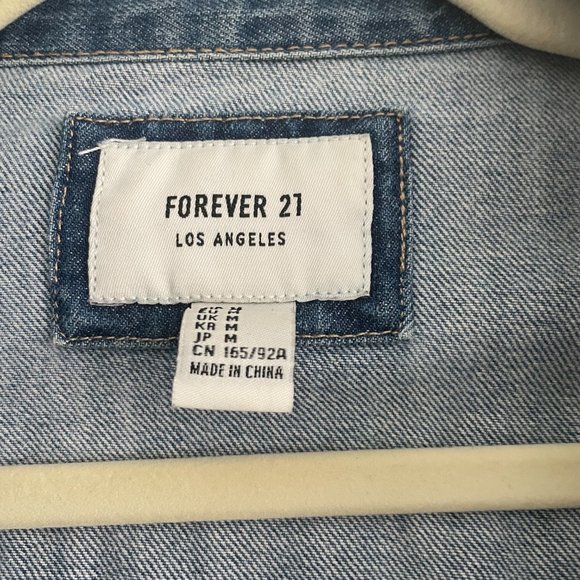 FOREVER 21
LOS ANGELES
UK M
KR M
JP M
CN 165/92A
MADE IN CHINA